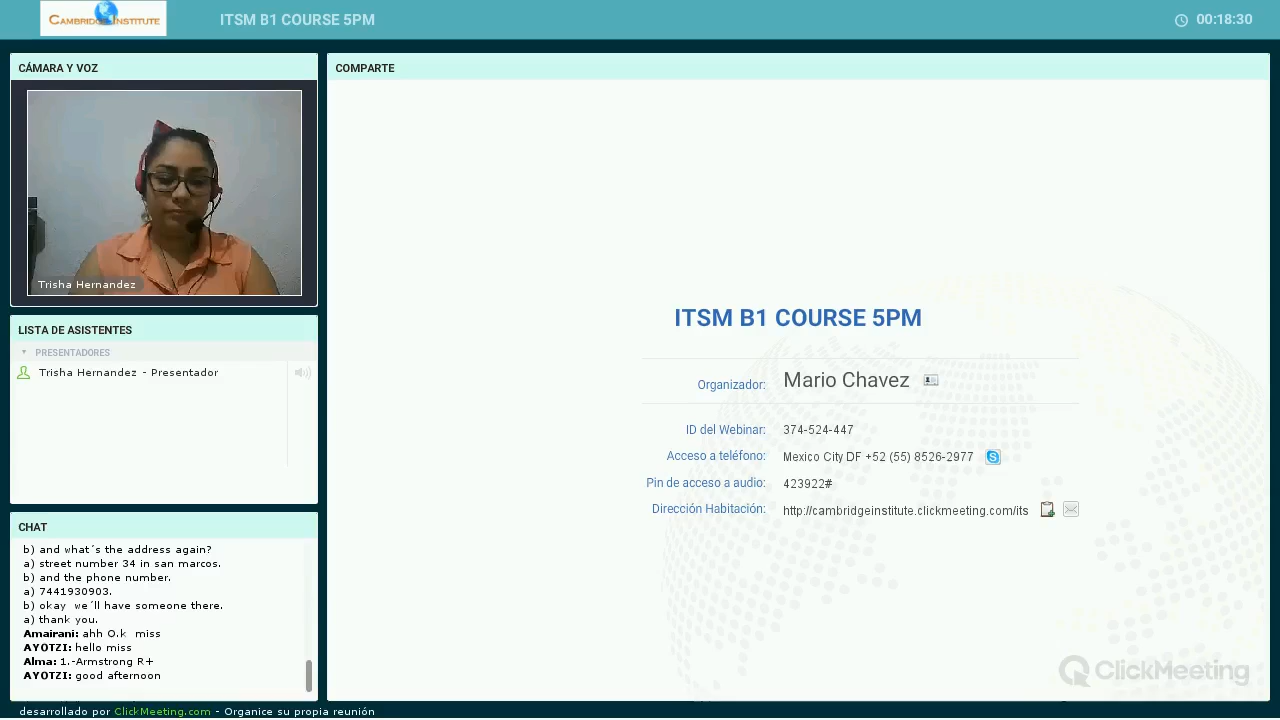 CAMBRIDGE INSTITUTE
ITSM B1 COURSE 5PM
00:18:30
CÁMARA Y VOZ
Trisha Hernandez
LISTA DE ASISTENTES
PRESENTADORES
Trisha Hernandez - Presentador
CHAT
b) and what´s the address again?
a) street number 34 in san marcos.
b) and the phone number.
a) 7441930903.
b) okay we´ll have someone there.
a) thank you.
Amairani: ahh O.k miss
AYOTZI: hello miss
Alma: 1.-Armstrong R+
AYOTZI: good afternoon
COMPARTE
ITSM B1 COURSE 5PM
Organizador: Mario Chavez
ID del Webinar: 374-524-447
Acceso a teléfono: Mexico City DF +52 (55) 8526-2977
Pin de acceso a audio: 423922#
Dirección Habitación: http://cambridgeinstitute.clickmeeting.com/its
ClickMeeting
desarrollado por ClickMeeting.com - Organice su propia reunión